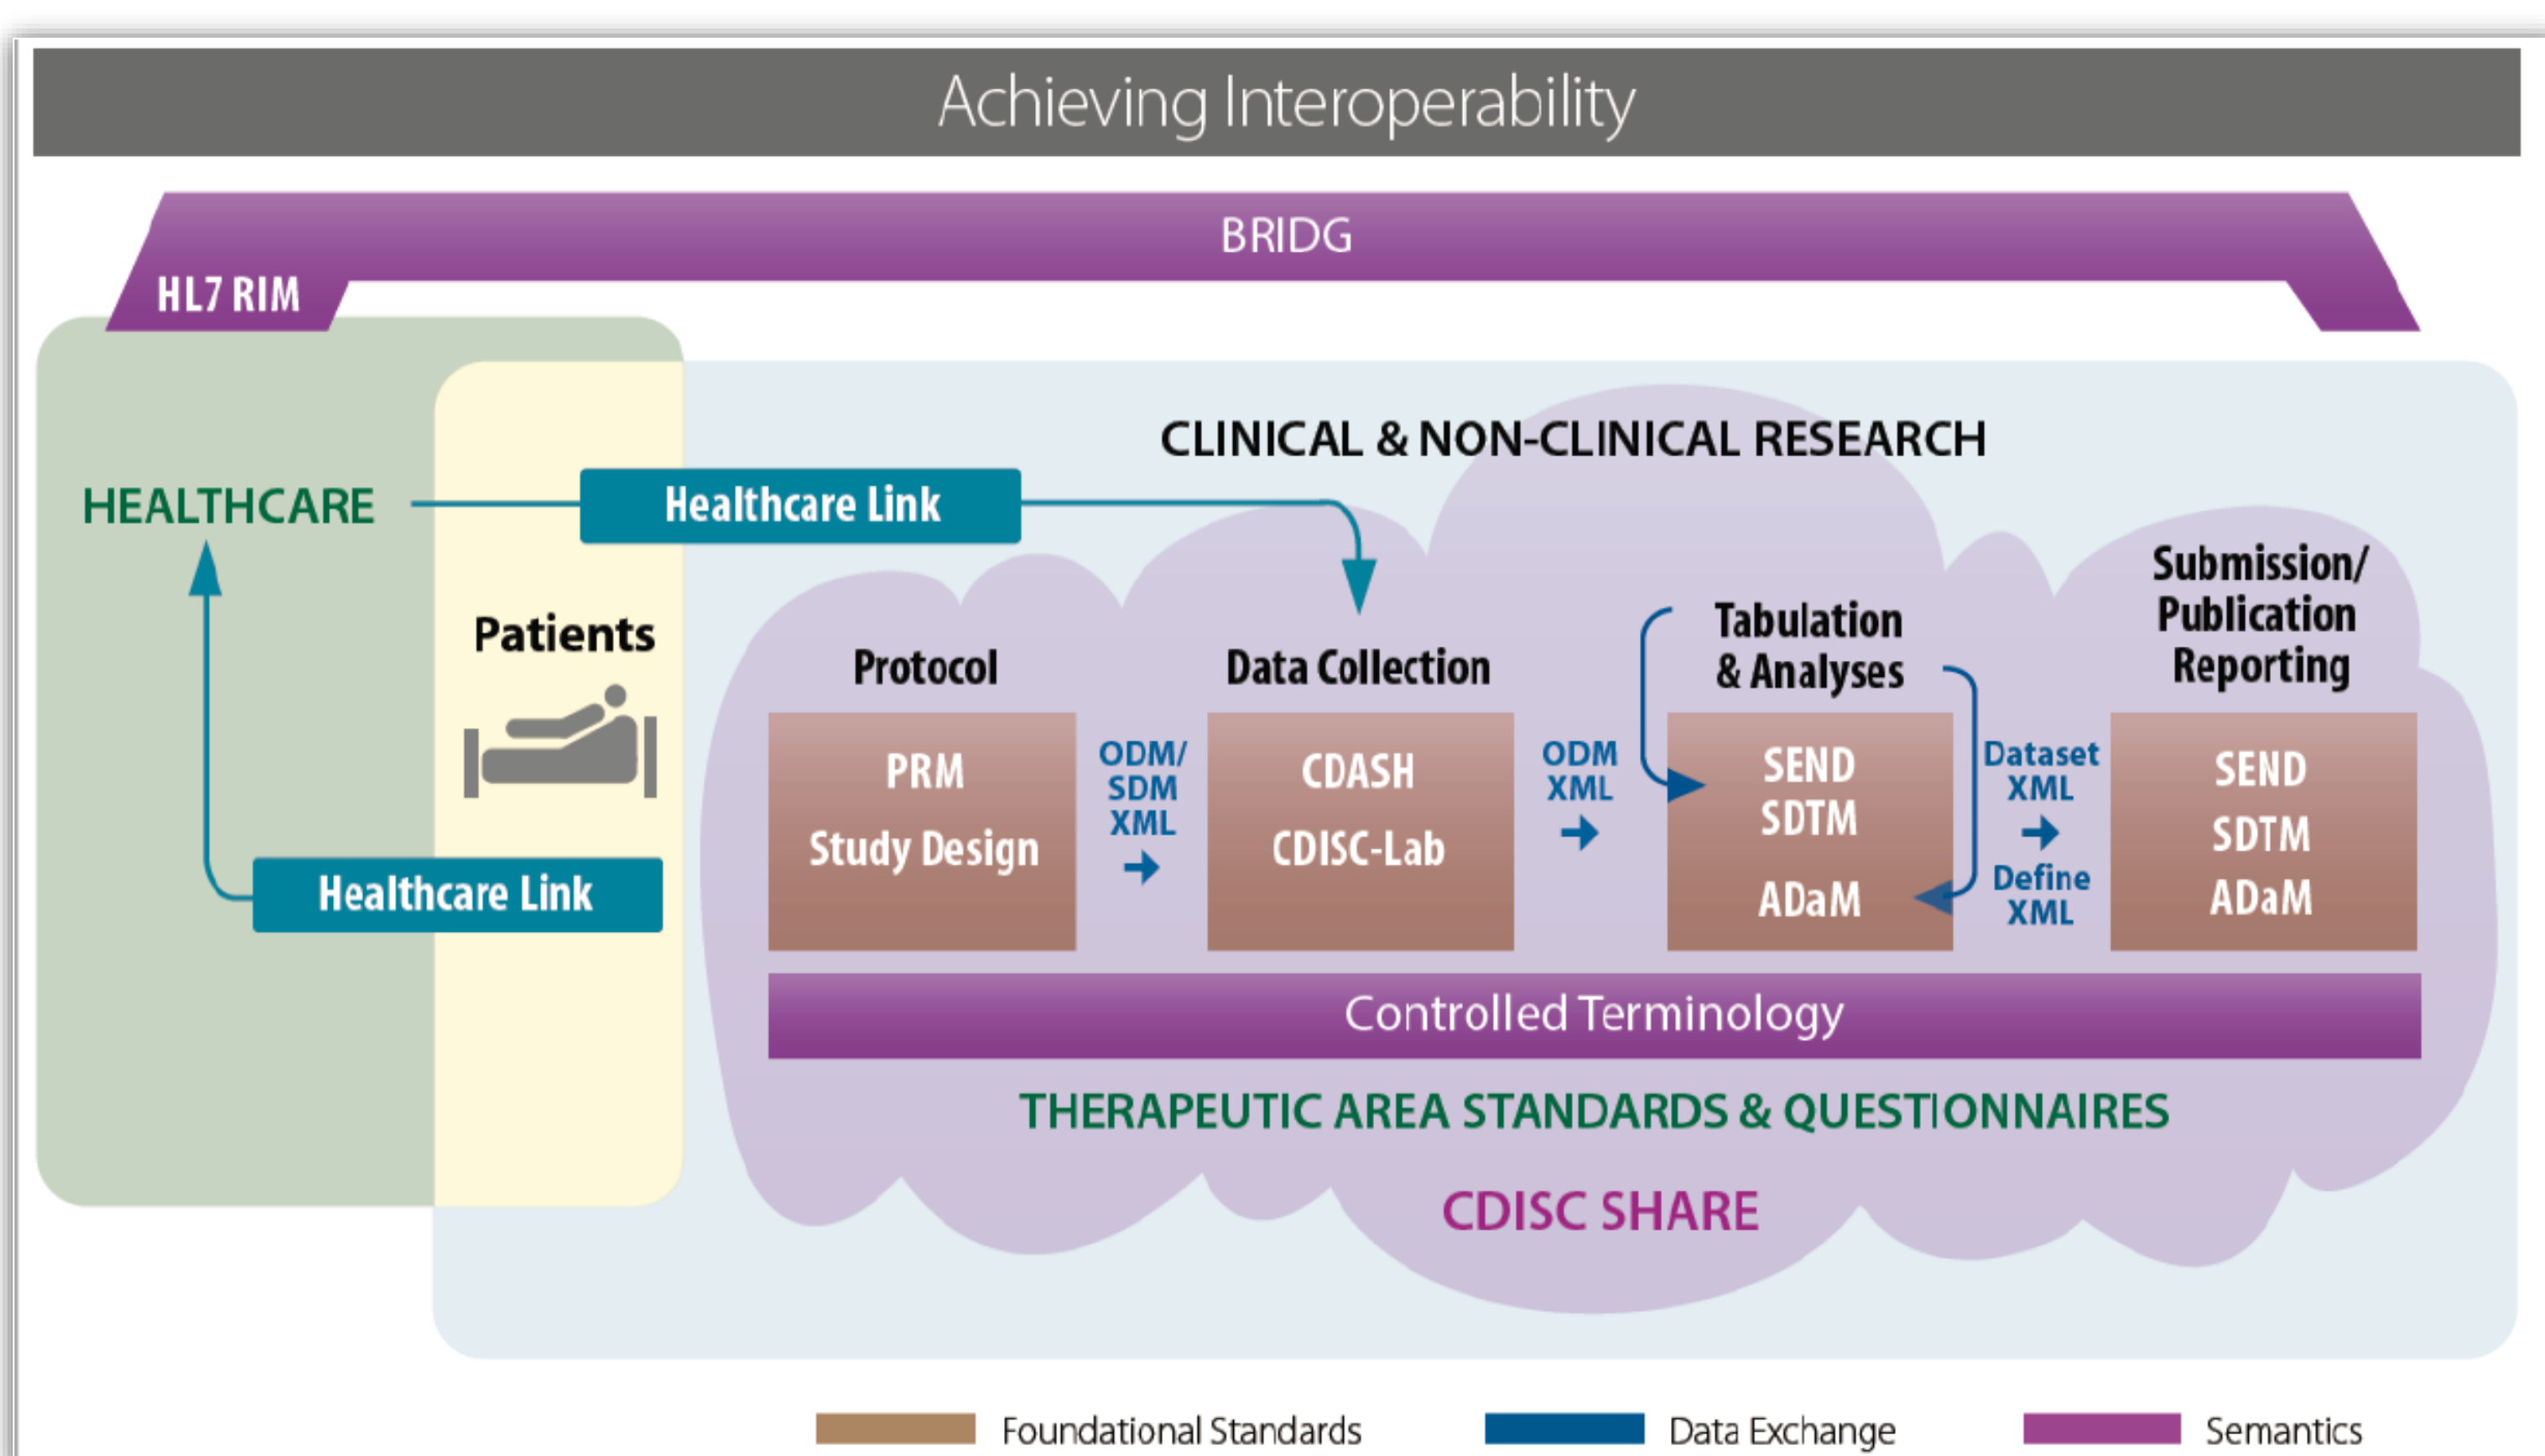 Achieving Interoperability
BRIDG
HL7 RIM
CLINICAL & NON-CLINICAL RESEARCH
HEALTHCARE
Healthcare Link
Patients
Healthcare Link
Protocol
PRM
Study Design
ODM/
SDM
XML
Data Collection
CDASH
CDISC-Lab
ODM
XML
Tabulation
& Analyses
SEND
SDTM
ADaM
Dataset
XML
Define
XML
Submission/
Publication
Reporting
SEND
SDTM
ADaM
Controlled Terminology
THERAPEUTIC AREA STANDARDS & QUESTIONNAIRES
CDISC SHARE
Foundational Standards
Data Exchange
Semantics